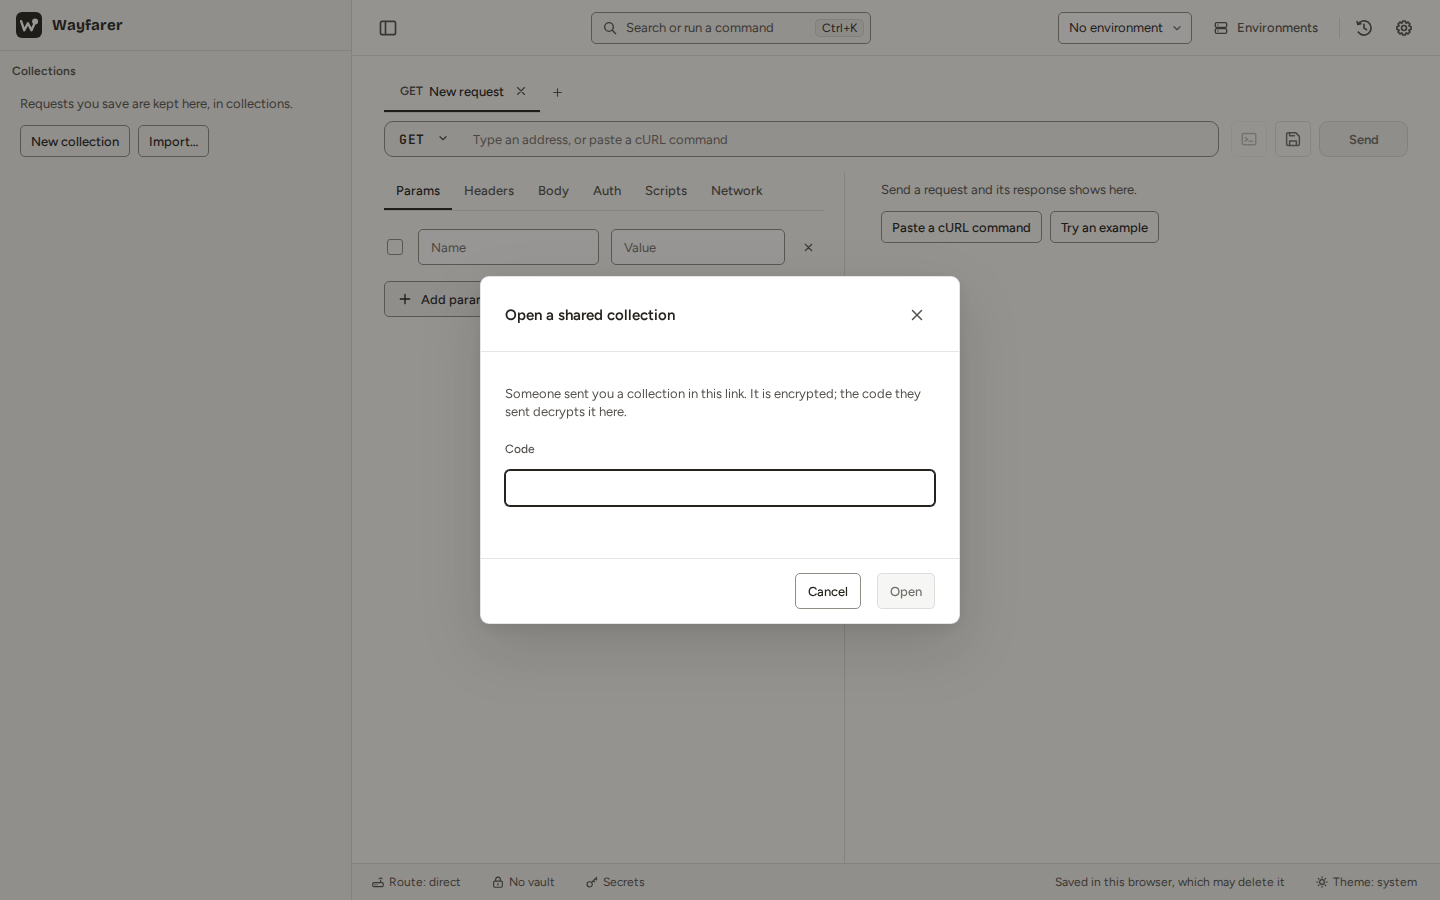 Wayfarer
Search or run a command
Ctrl+K
No environment
Environments
Collections
Requests you save are kept here, in collections.
New collection
Import...
GET New request
GET
Type an address, or paste a cURL command
Send
Params
Headers
Body
Auth
Scripts
Network
Name
Value
Add param
Send a request and its response shows here.
Paste a cURL command
Try an example
Open a shared collection
Someone sent you a collection in this link. It is encrypted; the code they
sent decrypts it here.
Code
Cancel
Open
Route: direct
No vault
Secrets
Saved in this browser, which may delete it
Theme: system